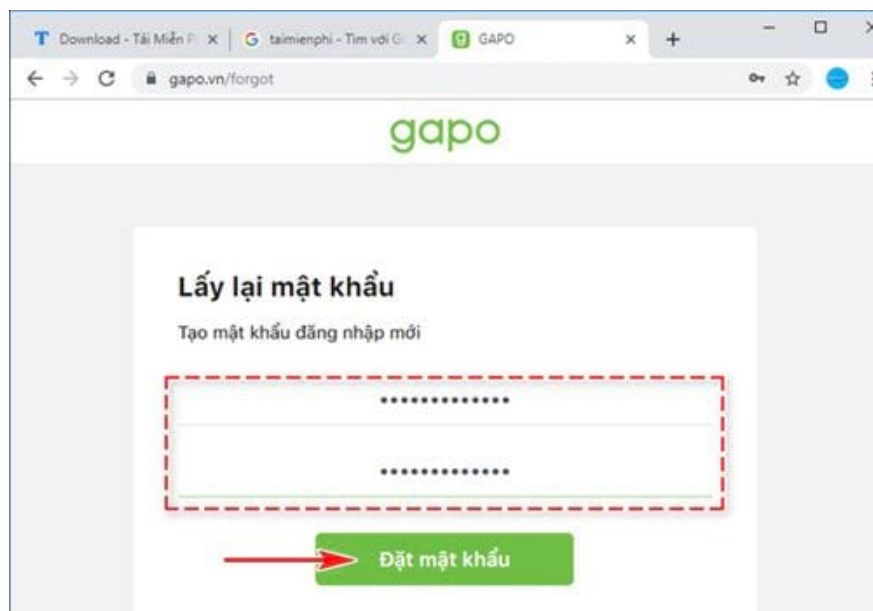 Download - Tải Miễn P
taimienphi - Tìm với G
GAPO
gapo.vn/forgot
gapo
Lấy lại mật khẩu
Tạo mật khẩu đăng nhập mới
•••••••••••••
•••••••••••••
Đặt mật khẩu